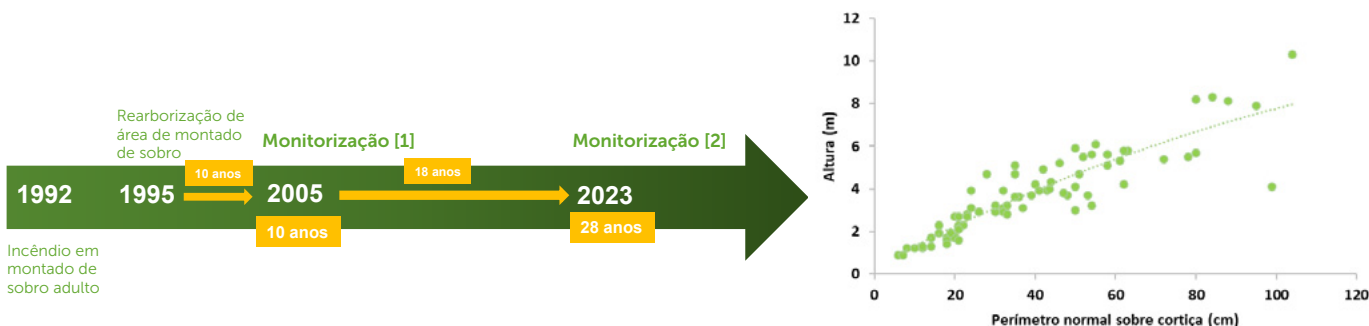 Rearborização de
área de montado
de sobro
Monitorização [1]
Monitorização [2]
10 anos
18 anos
1992
1995
2005
2023
10 anos
28 anos
Incêndio em
montado de
sobro adulto
Altura (m)
12
10
8
6
4
2
0
0
20
40
60
80
100
120
Perímetro normal sobre cortiça (cm)